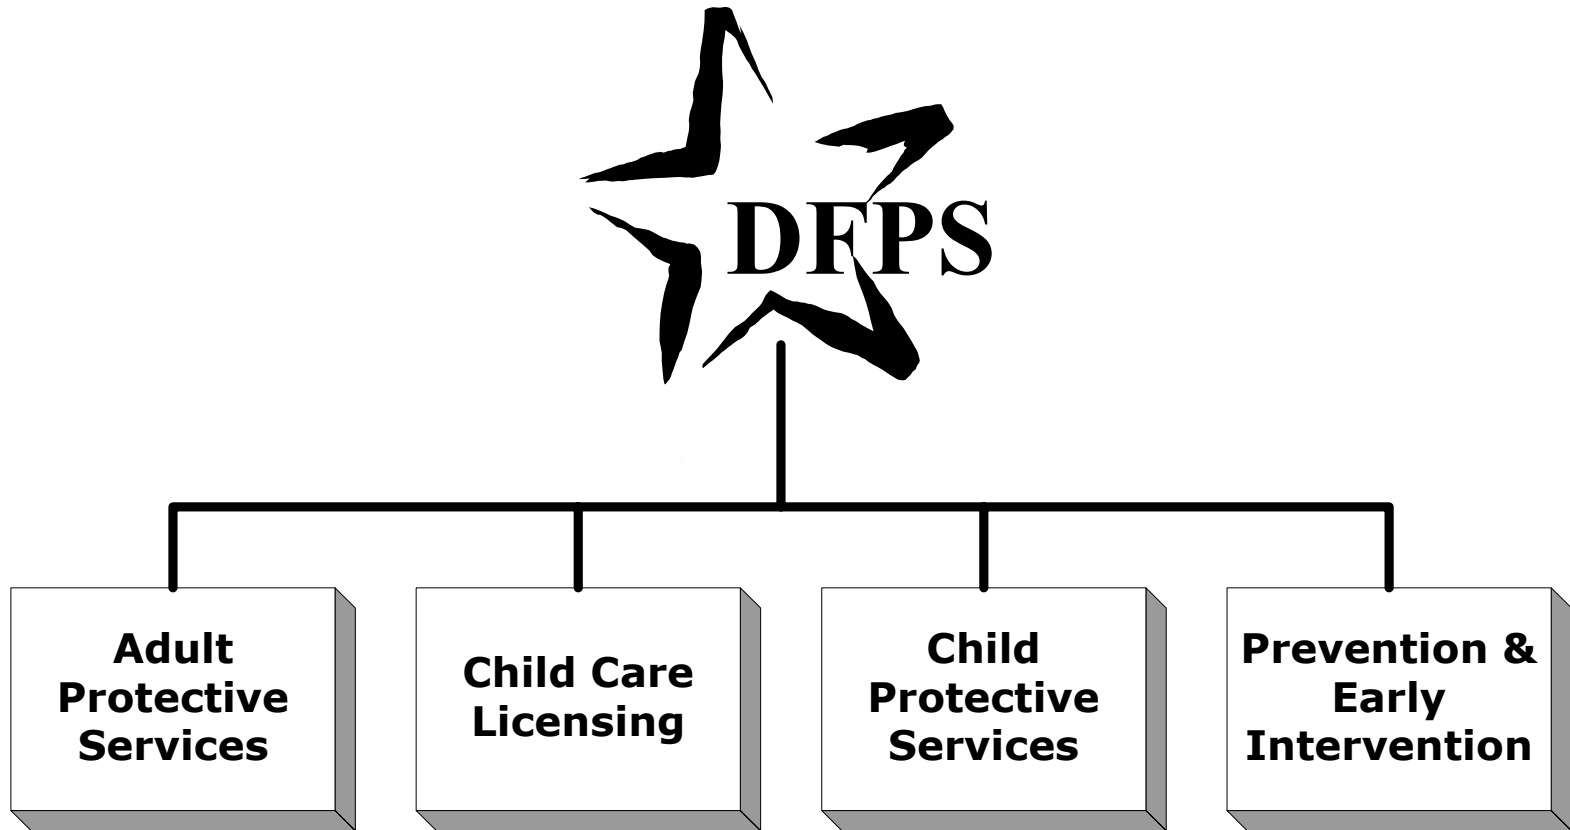 DFPS
Adult
Protective
Services
Child Care
Licensing
Child
Protective
Services
Prevention &
Early
Intervention